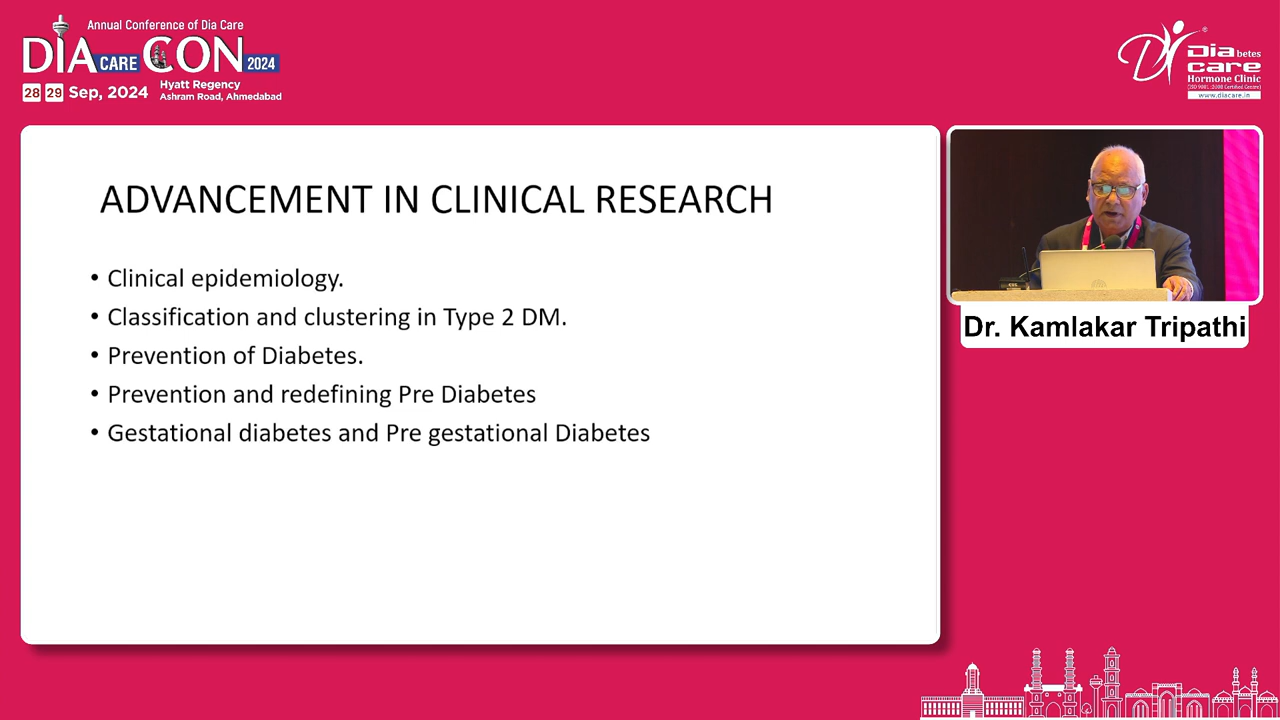 Annual Conference of Dia Care
DIA CARE CON 2024
28 29 Sep, 2024
Hyatt Regency
Ashram Road, Ahmedabad
Diabetes
care
Hormone Clinic
(ISO 9001:2008 Certified Centre)
www.diacare.in
ADVANCEMENT IN CLINICAL RESEARCH
• Clinical epidemiology.
• Classification and clustering in Type 2 DM.
• Prevention of Diabetes.
• Prevention and redefining Pre Diabetes
• Gestational diabetes and Pre gestational Diabetes
Dr. Kamlakar Tripathi